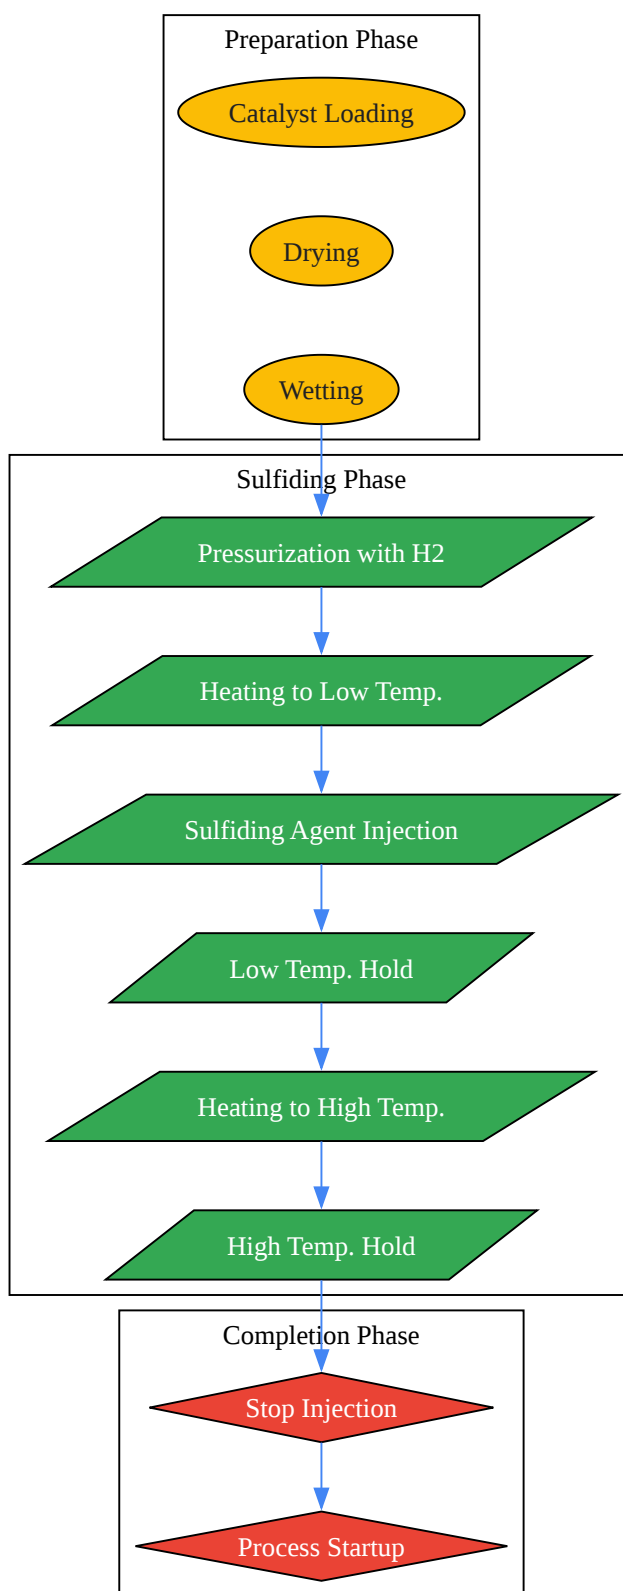 Preparation Phase
Catalyst Loading
Drying
Wetting
Sulfiding Phase
Pressurization with H2
Heating to Low Temp.
Sulfiding Agent Injection
Low Temp. Hold
Heating to High Temp.
High Temp. Hold
Completion Phase
Stop Injection
Process Startup